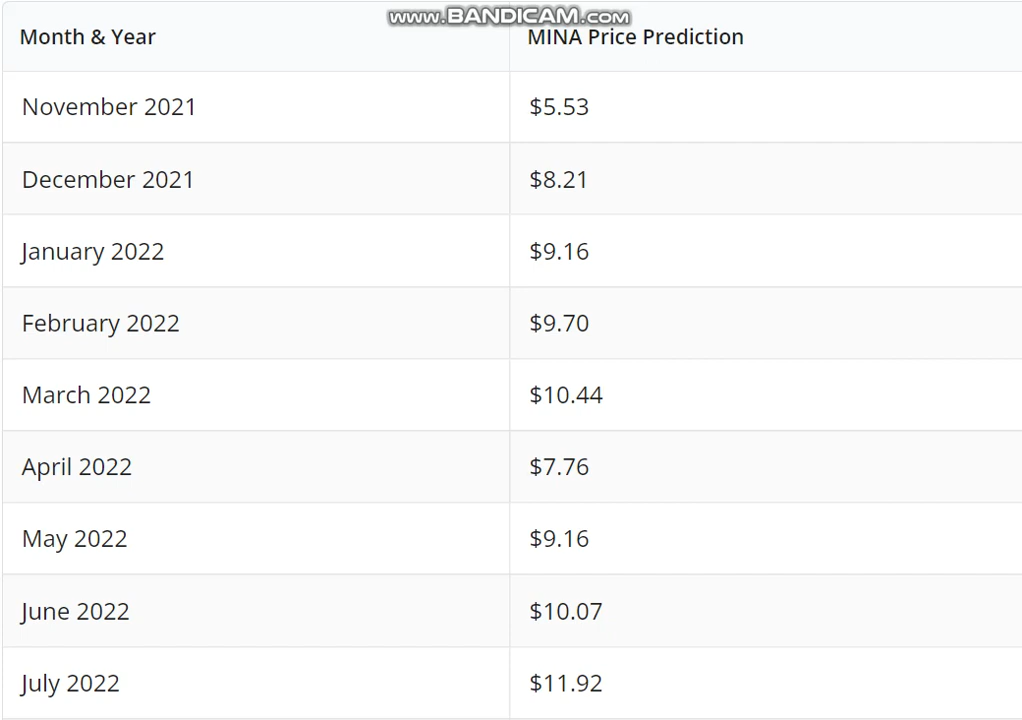 www.BANDICAM.COM
Month & Year MINA Price Prediction
November 2021 $5.53
December 2021 $8.21
January 2022 $9.16
February 2022 $9.70
March 2022 $10.44
April 2022 $7.76
May 2022 $9.16
June 2022 $10.07
July 2022 $11.92